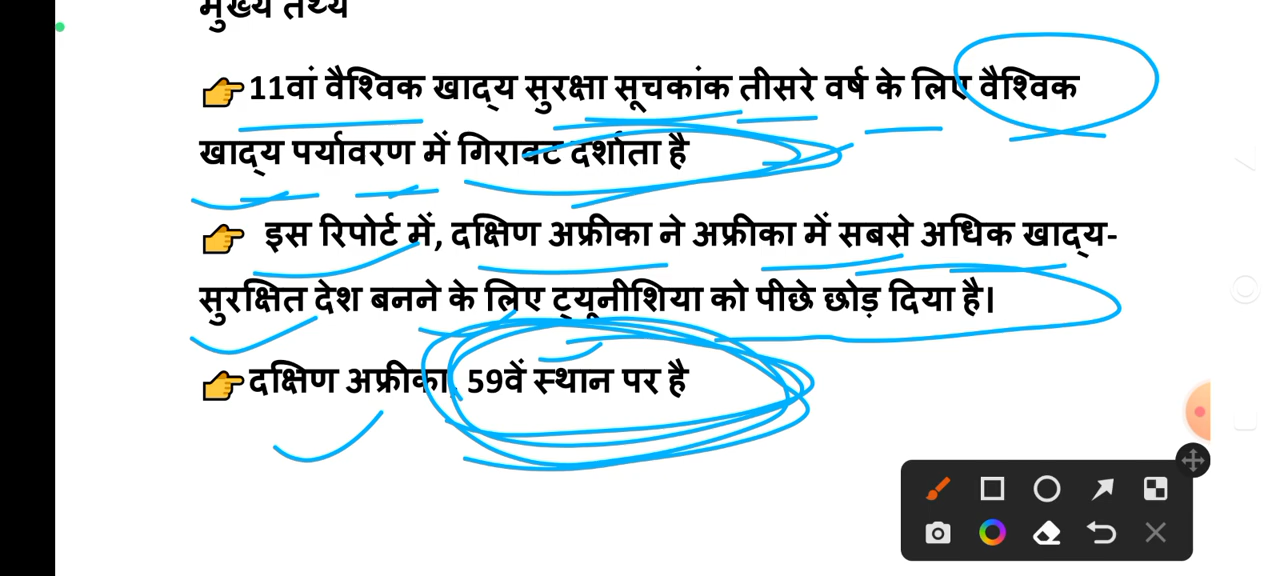 मुख्य तथ्य
👉11वां वैश्विक खाद्य सुरक्षा सूचकांक तीसरे वर्ष के लिए वैश्विक
खाद्य पर्यावरण में गिरावट दर्शाता है
👉 इस रिपोर्ट में, दक्षिण अफ्रीका ने अफ्रीका में सबसे अधिक खाद्य-
सुरक्षित देश बनने के लिए ट्यूनीशिया को पीछे छोड़ दिया है।
👉दक्षिण अफ्रीका, 59वें स्थान पर है